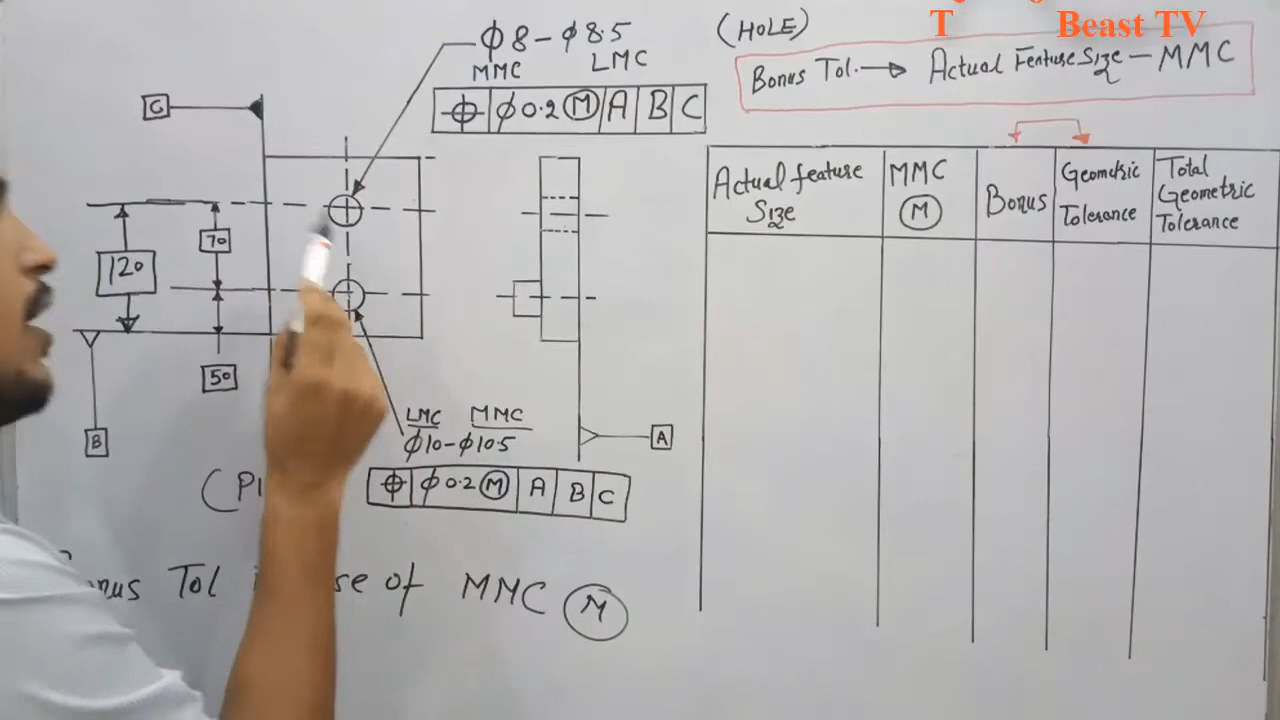 T Beast TV
(HOLE)
Bonus Tol. → Actual Feature Size – MMC
Φ8 – Φ8.5
MMC LMC
⌖ Φ0.2 Ⓜ A B C
G
120
70
50
B
A
LMC MMC
Φ10 – Φ10.5
⌖ Φ0.2 Ⓜ A B C
Tol of MMC Ⓜ
Actual feature Size
MMC Ⓜ
Bonus
Geometric Tolerance
Total Geometric Tolerance